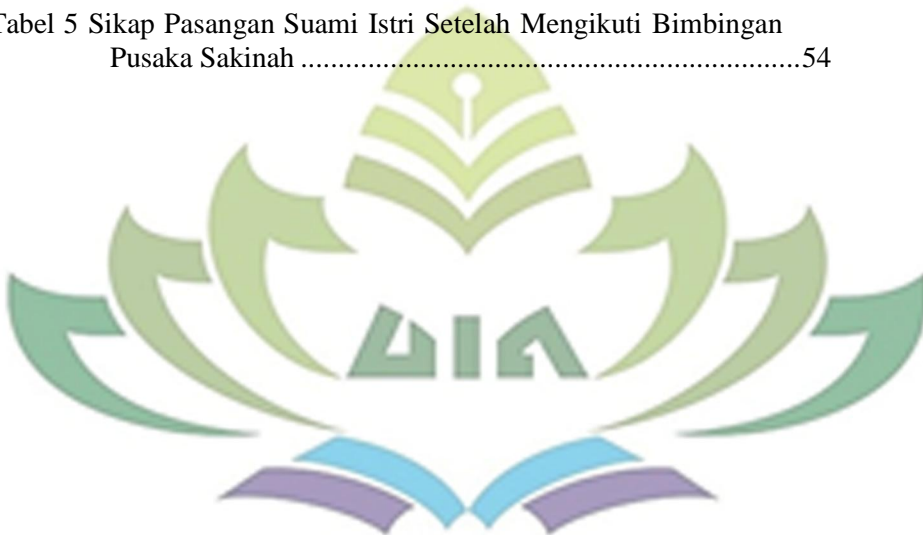 Tabel 5 Sikap Pasangan Suami Istri Setelah Mengikuti Bimbingan
Pusaka Sakinah ...................................................................54
UIN